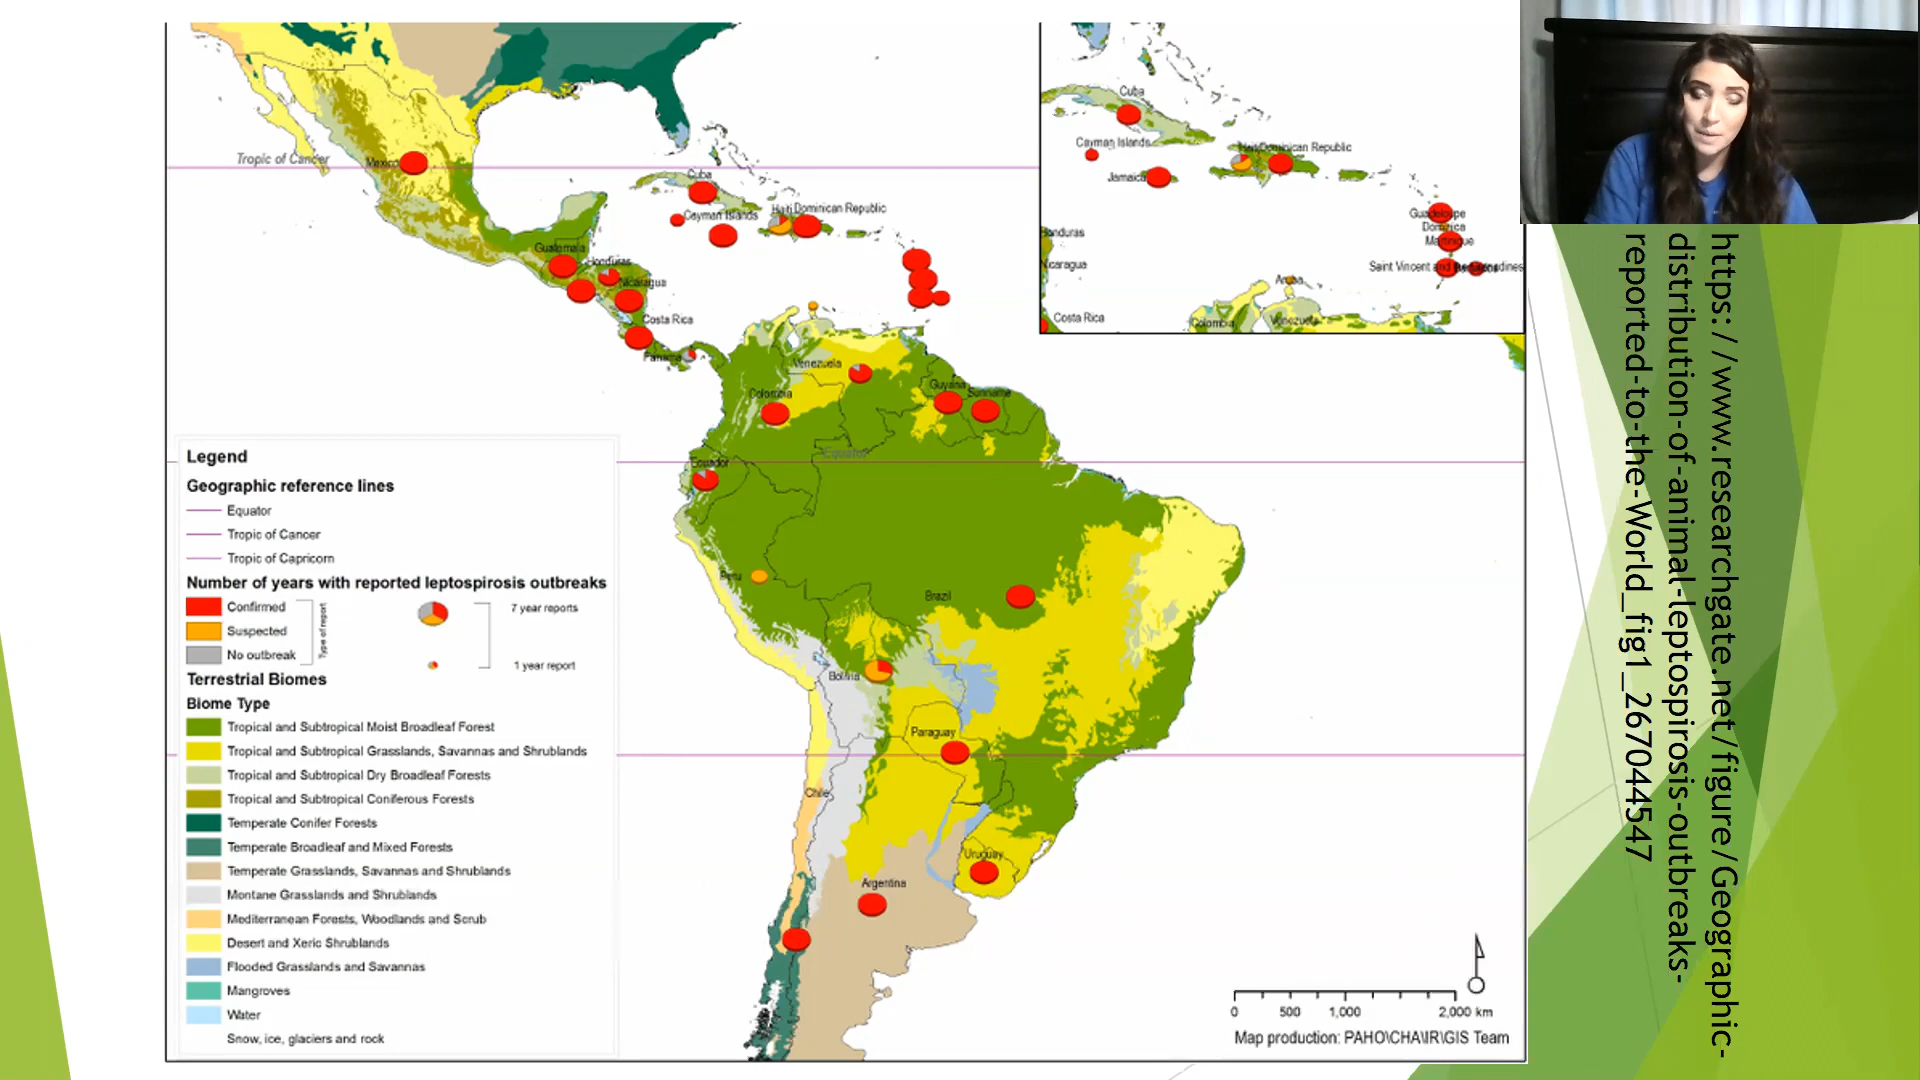 Tropic of Cancer
Mexico
Cuba
Cayman Islands
Haiti
Dominican Republic
Guatemala
Honduras
Nicaragua
Costa Rica
Panama
Venezuela
Colombia
Guyana
Suriname
Equator
Ecuador
Peru
Brazil
Bolivia
Paraguay
Chile
Uruguay
Argentina
Cuba
Cayman Islands
Haiti
Dominican Republic
Jamaica
Guadeloupe
Dominica
Martinique
Saint Vincent and
Honduras
Nicaragua
Aruba
Costa Rica
Colombia
Venezuela
Legend
Geographic reference lines
Equator
Tropic of Cancer
Tropic of Capricorn
Number of years with reported leptospirosis outbreaks
Confirmed
Suspected
No outbreak
Type of report
7 year reports
1 year report
Terrestrial Biomes
Biome Type
Tropical and Subtropical Moist Broadleaf Forest
Tropical and Subtropical Grasslands, Savannas and Shrublands
Tropical and Subtropical Dry Broadleaf Forests
Tropical and Subtropical Coniferous Forests
Temperate Conifer Forests
Temperate Broadleaf and Mixed Forests
Temperate Grasslands, Savannas and Shrublands
Montane Grasslands and Shrublands
Mediterranean Forests, Woodlands and Scrub
Desert and Xeric Shrublands
Flooded Grasslands and Savannas
Mangroves
Water
Snow, ice, glaciers and rock
0 500 1,000 2,000 km
Map production: PAHO\CHA\IR\GIS Team
https://www.researchgate.net/figure/Geographic-
distribution-of-animal-leptospirosis-outbreaks-
reported-to-the-World_fig1_267044547